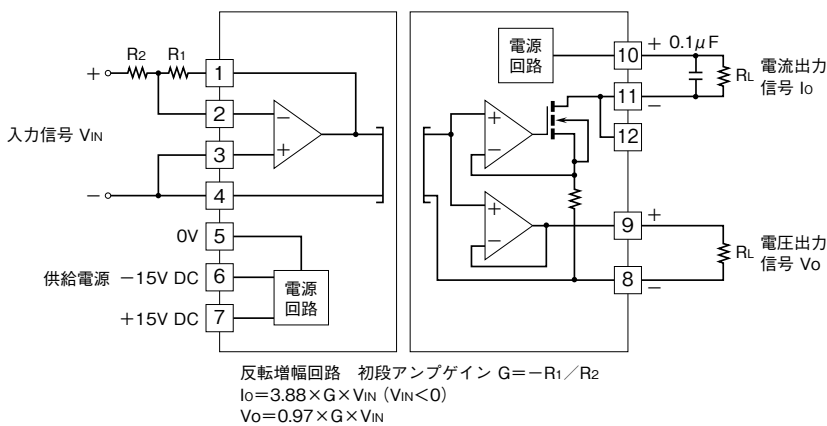 R2 R1
+
入力信号 VIN
−
1
2
3
4
5
6
7
−
+
0V
供給電源 −15V DC
+15V DC
電源
回路
電源
回路
+
−
+
−
10
11
12
9
8
+ 0.1μF
−
RL
電流出力
信号 IO
+
−
RL
電圧出力
信号 VO
反転増幅回路 初段アンプゲイン G=−R1/R2
IO=3.88×G×VIN (VIN<0)
VO=0.97×G×VIN